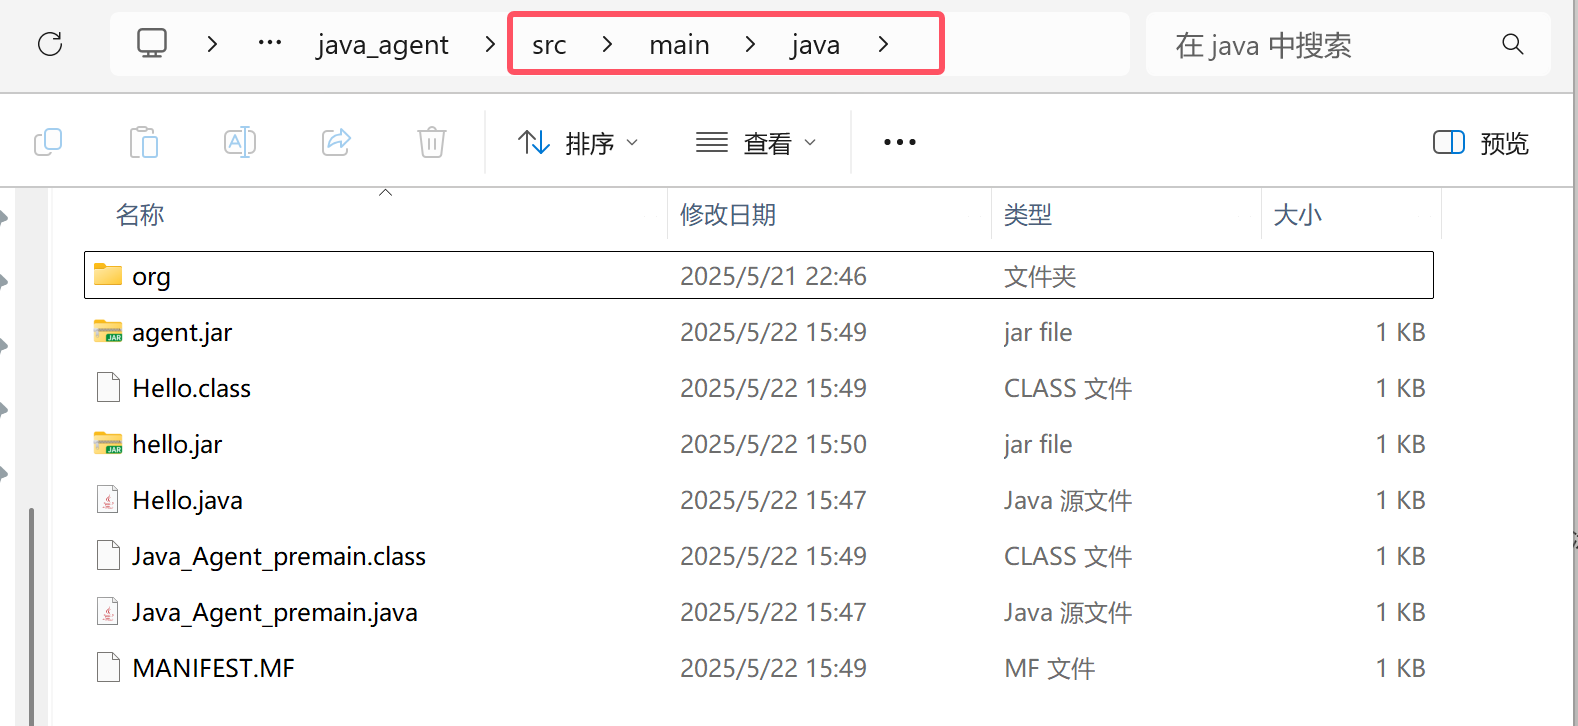 java_agent src main java 在 java 中搜索
排序 查看 预览
名称 修改日期 类型 大小
org 2025/5/21 22:46 文件夹
agent.jar 2025/5/22 15:49 jar file 1 KB
Hello.class 2025/5/22 15:49 CLASS 文件 1 KB
hello.jar 2025/5/22 15:50 jar file 1 KB
Hello.java 2025/5/22 15:47 Java 源文件 1 KB
Java_Agent_premain.class 2025/5/22 15:49 CLASS 文件 1 KB
Java_Agent_premain.java 2025/5/22 15:47 Java 源文件 1 KB
MANIFEST.MF 2025/5/22 15:49 MF 文件 1 KB